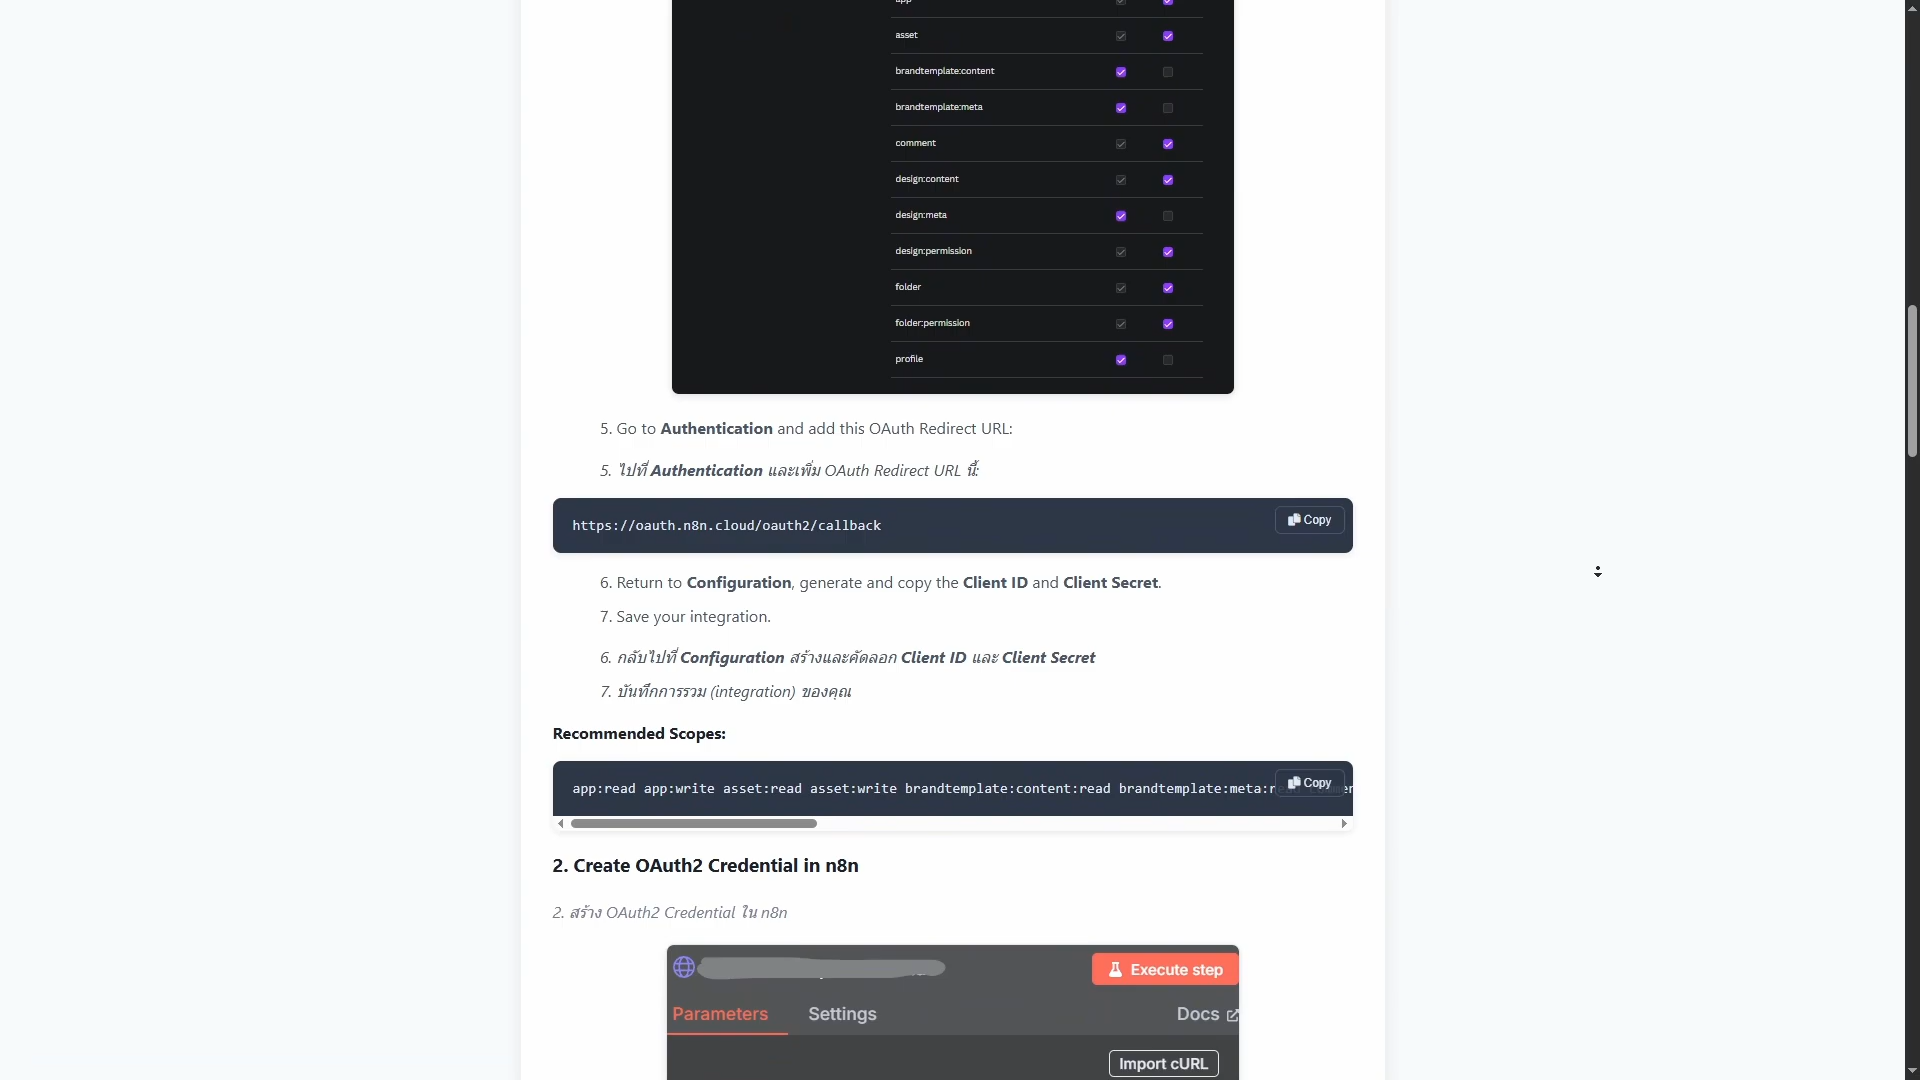 app
asset
brandtemplate:content
brandtemplate:meta
comment
design:content
design:meta
design:permission
folder
folder:permission
profile
5. Go to Authentication and add this OAuth Redirect URL:
5. ไปที่ Authentication และเพิ่ม OAuth Redirect URL นี้:
https://oauth.n8n.cloud/oauth2/callback
Copy
6. Return to Configuration, generate and copy the Client ID and Client Secret.
7. Save your integration.
6. กลับไปที่ Configuration สร้างและคัดลอก Client ID และ Client Secret
7. บันทึกการรวม (integration) ของคุณ
Recommended Scopes:
app:read app:write asset:read asset:write brandtemplate:content:read brandtemplate:meta:r
Copy
2. Create OAuth2 Credential in n8n
2. สร้าง OAuth2 Credential ใน n8n
Execute step
Parameters Settings Docs
Import cURL